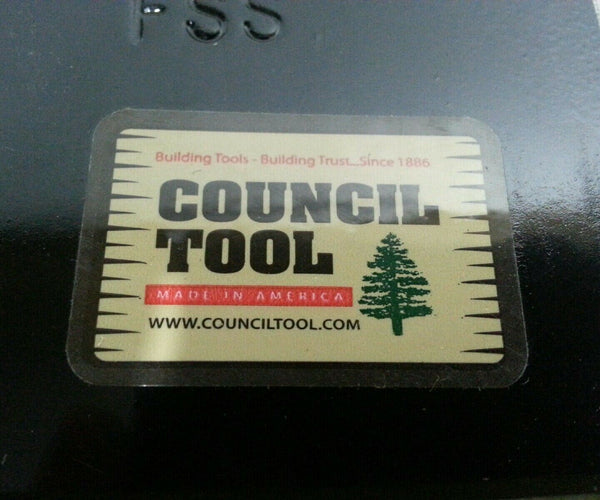 FSS
Building Tools - Building Trust...Since 1886
COUNCIL
TOOL
MADE IN AMERICA
WWW.COUNCILTOOL.COM